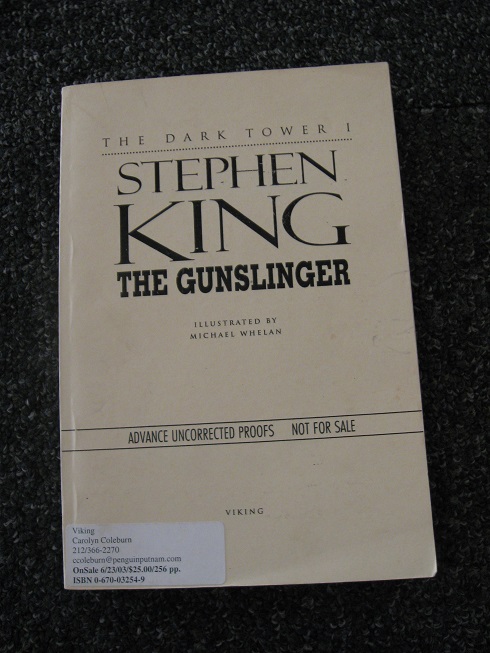 THE DARK TOWER I
STEPHEN
KING
THE GUNSLINGER
ILLUSTRATED BY
MICHAEL WHELAN
ADVANCE UNCORRECTED PROOFS NOT FOR SALE
VIKING
Viking
Carolyn Coleburn
212/366-2270
ccoleburn@penguinputnam.com
OnSale 6/23/03/$25.00/256 pp.
ISBN 0-670-03254-9